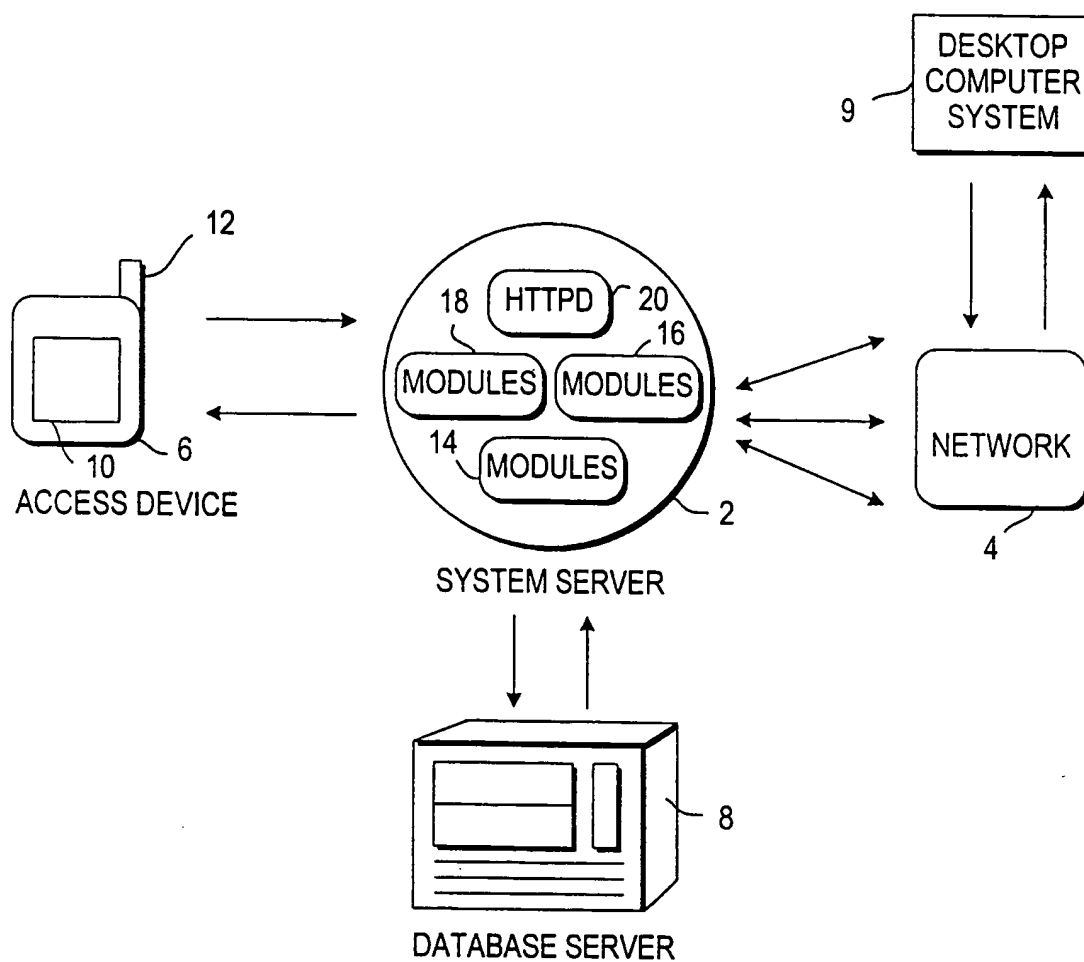 DESKTOP
COMPUTER
SYSTEM
9
12
HTTPD
20
18
16
MODULES
MODULES
14
MODULES
10
6
ACCESS DEVICE
2
SYSTEM SERVER
NETWORK
4
8
DATABASE SERVER